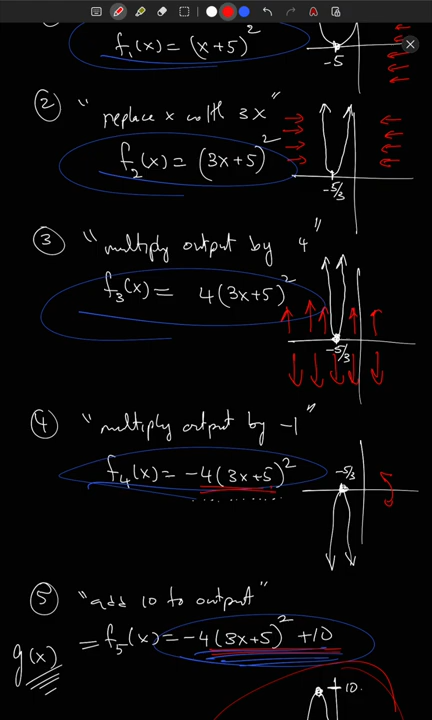 f₁(x) = (x+5)²
-5
② "replace x with 3x"
f₂(x) = (3x+5)²
-5/3
③ "multiply output by 4"
f₃(x) = 4(3x+5)²
-5/3
④ "multiply output by -1"
f₄(x) = -4(3x+5)²
-5/3
⑤ "add 10 to output"
g(x) = f₅(x) = -4(3x+5)² + 10
10.